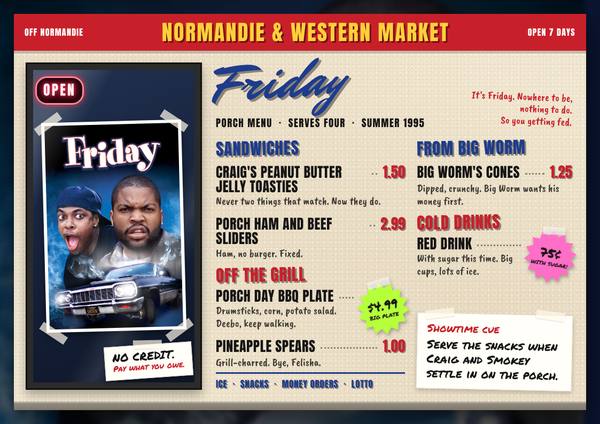 OFF NORMANDIE
NORMANDIE & WESTERN MARKET
OPEN 7 DAYS
OPEN
Friday
NO CREDIT.
PAY WHAT YOU OWE.
Friday
PORCH MENU · SERVES FOUR · SUMMER 1995
It's Friday. Nowhere to be,
nothing to do.
So you getting fed.
SANDWICHES
CRAIG'S PEANUT BUTTER JELLY TOASTIES 1.50
Never two things that match. Now they do.
PORCH HAM AND BEEF SLIDERS 2.99
Ham, no burger. Fixed.
OFF THE GRILL
PORCH DAY BBQ PLATE
$4.99
BIG PLATE
Drumsticks, corn, potato salad.
Deebo, keep walking.
PINEAPPLE SPEARS 1.00
Grill-charred. Bye, Felisha.
ICE · SNACKS · MONEY ORDERS · LOTTO
FROM BIG WORM
BIG WORM'S CONES 1.25
Dipped, crunchy. Big Worm wants his
money first.
COLD DRINKS
RED DRINK
75¢
WITH SUGAR!
With sugar this time. Big
cups, lots of ice.
SHOWTIME CUE
SERVE THE SNACKS WHEN
CRAIG AND SMOKEY
SETTLE IN ON THE PORCH.